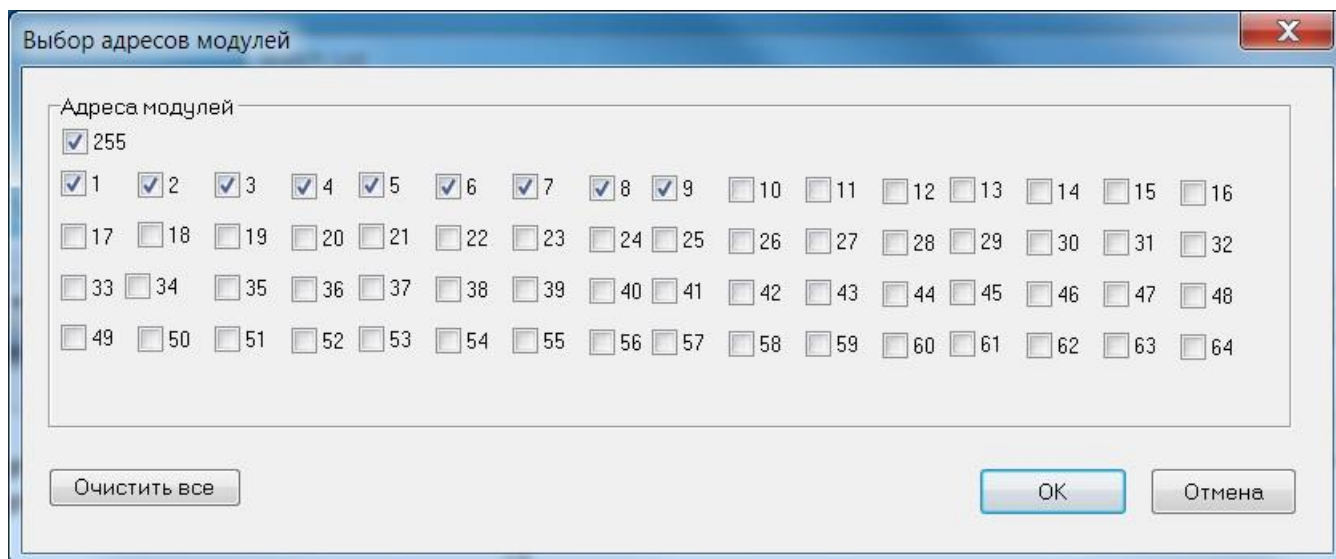 Выбор адресов модулей
X
Адреса модулей
255
1 2 3 4 5 6 7 8 9 10 11 12 13 14 15 16
17 18 19 20 21 22 23 24 25 26 27 28 29 30 31 32
33 34 35 36 37 38 39 40 41 42 43 44 45 46 47 48
49 50 51 52 53 54 55 56 57 58 59 60 61 62 63 64
Очистить все OK Отмена